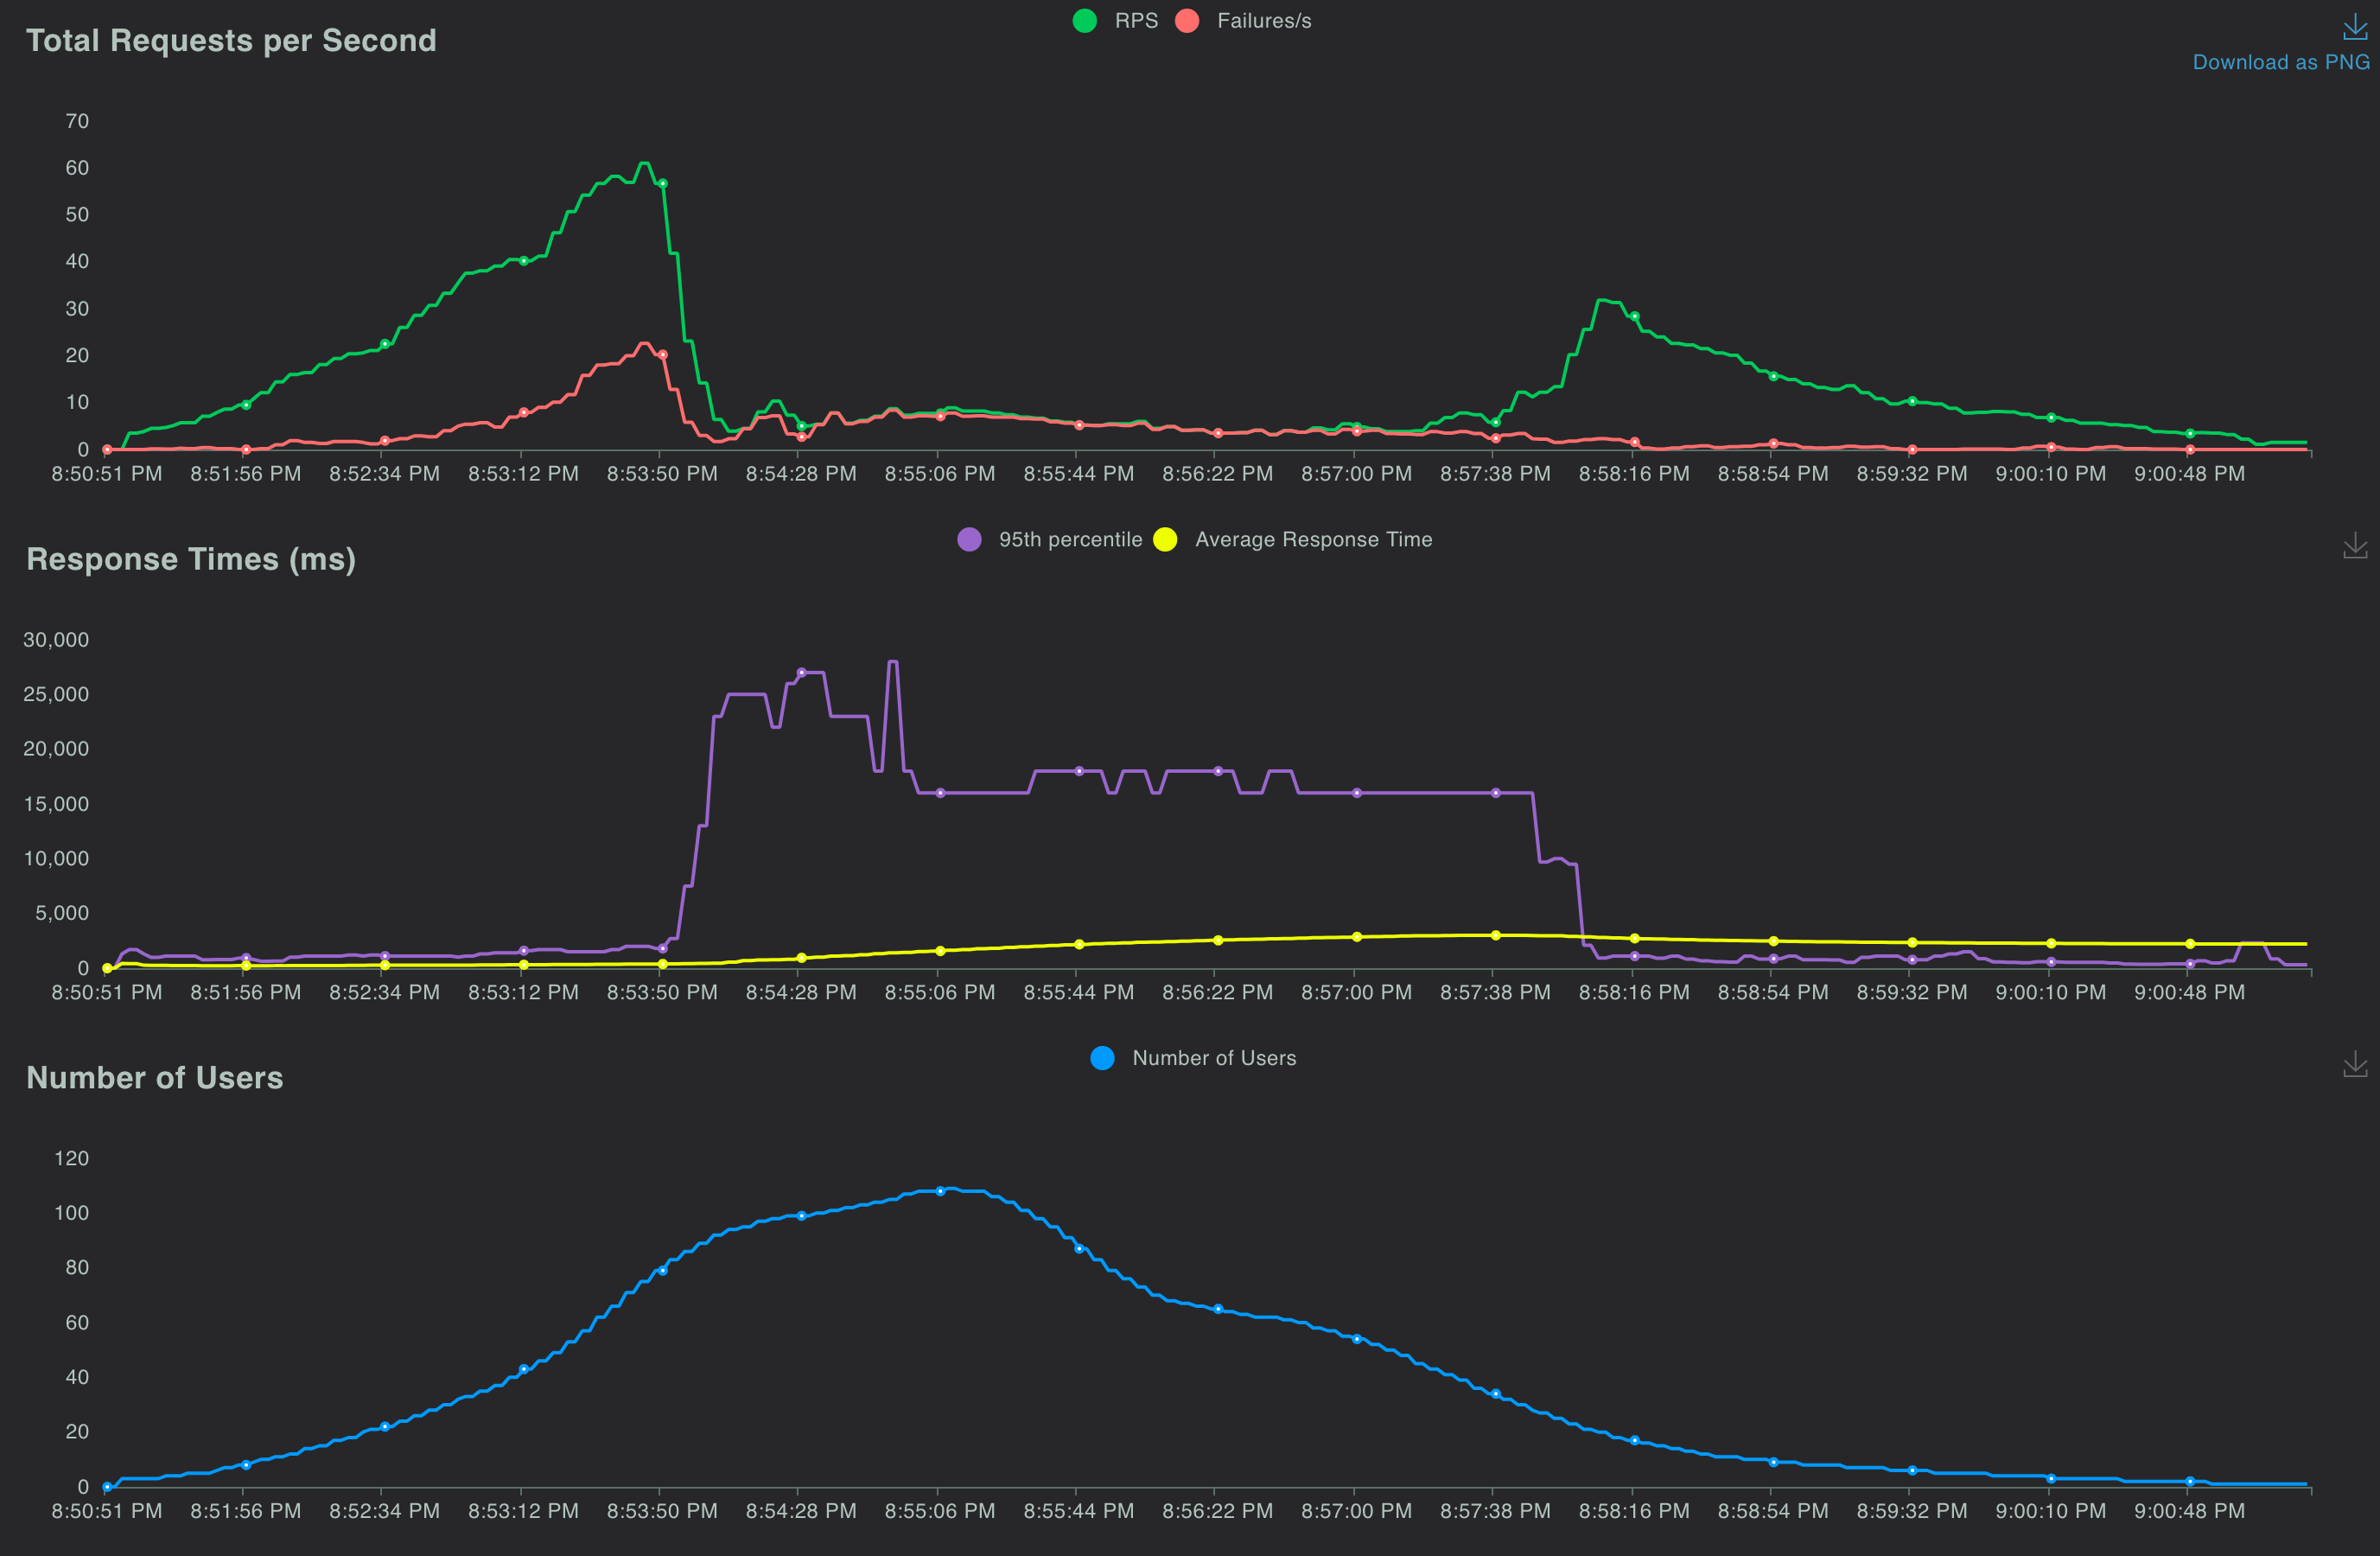 RPS Failures/s
Total Requests per Second
Download as PNG
70
60
50
40
30
20
10
0
8:50:51 PM 8:51:56 PM 8:52:34 PM 8:53:12 PM 8:53:50 PM 8:54:28 PM 8:55:06 PM 8:55:44 PM 8:56:22 PM 8:57:00 PM 8:57:38 PM 8:58:16 PM 8:58:54 PM 8:59:32 PM 9:00:10 PM 9:00:48 PM
95th percentile Average Response Time
Response Times (ms)
30,000
25,000
20,000
15,000
10,000
5,000
0
8:50:51 PM 8:51:56 PM 8:52:34 PM 8:53:12 PM 8:53:50 PM 8:54:28 PM 8:55:06 PM 8:55:44 PM 8:56:22 PM 8:57:00 PM 8:57:38 PM 8:58:16 PM 8:58:54 PM 8:59:32 PM 9:00:10 PM 9:00:48 PM
Number of Users
Number of Users
120
100
80
60
40
20
0
8:50:51 PM 8:51:56 PM 8:52:34 PM 8:53:12 PM 8:53:50 PM 8:54:28 PM 8:55:06 PM 8:55:44 PM 8:56:22 PM 8:57:00 PM 8:57:38 PM 8:58:16 PM 8:58:54 PM 8:59:32 PM 9:00:10 PM 9:00:48 PM